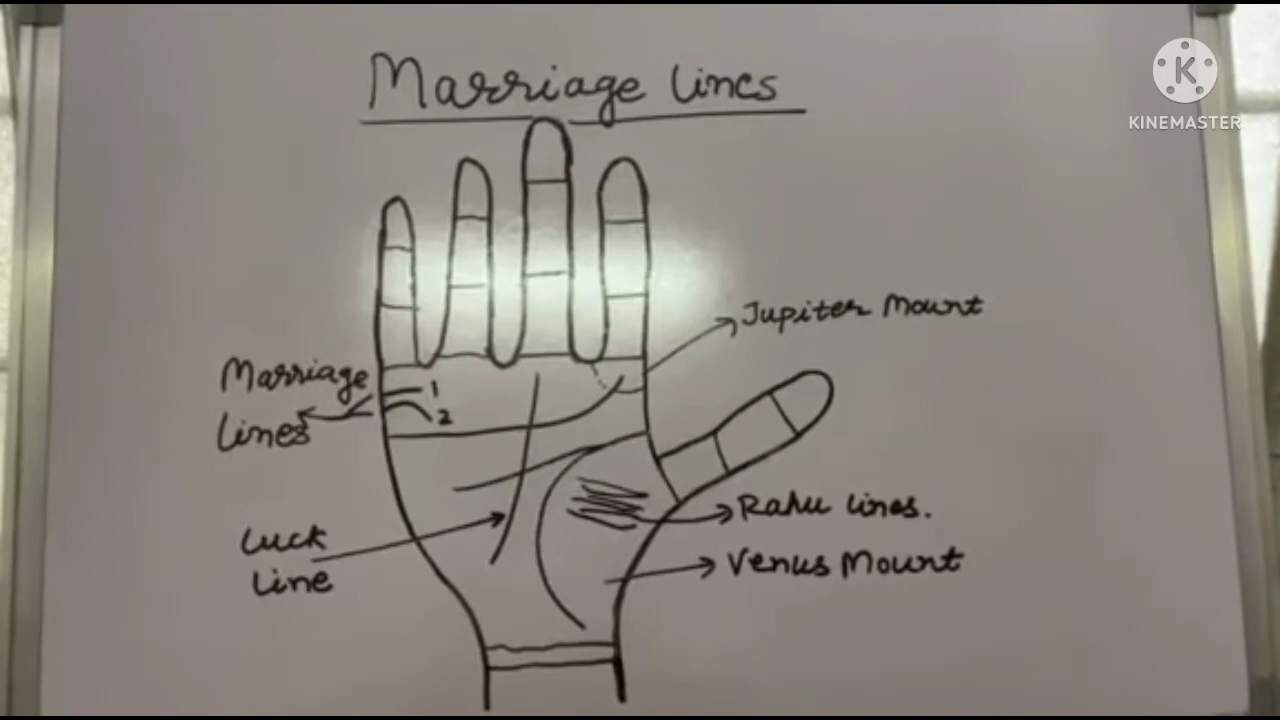 Marriage Lines
K
KINEMASTER
Jupiter Mount
Marriage
Lines
1
2
Rahu Lines.
Luck
Line
Venus Mount